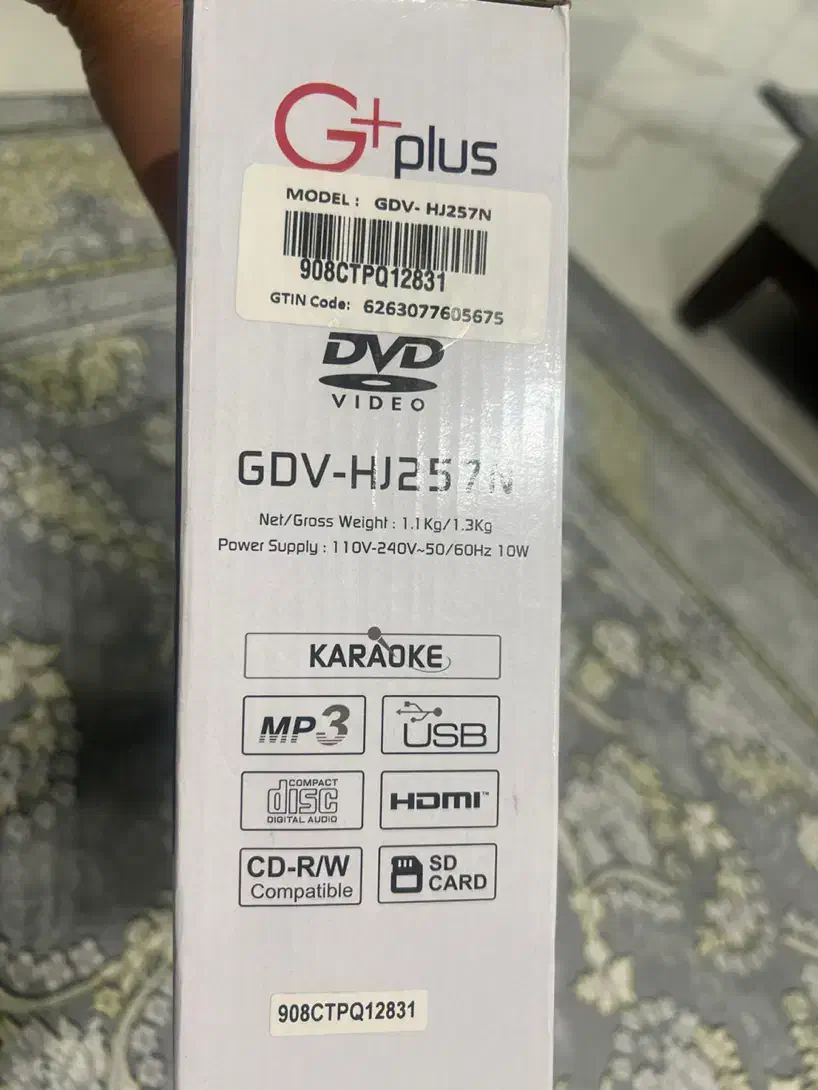 G+plus
MODEL : GDV- HJ257N
908CTPQ12831
GTIN Code: 6263077605675
DVD
VIDEO
GDV-HJ257N
Net/Gross Weight : 1.1Kg/1.3Kg
Power Supply : 110V-240V~50/60Hz 10W
KARAOKE
MP3
USB
COMPACT
disc
DIGITAL AUDIO
HDMI™
CD-R/W
Compatible
SD
CARD
908CTPQ12831